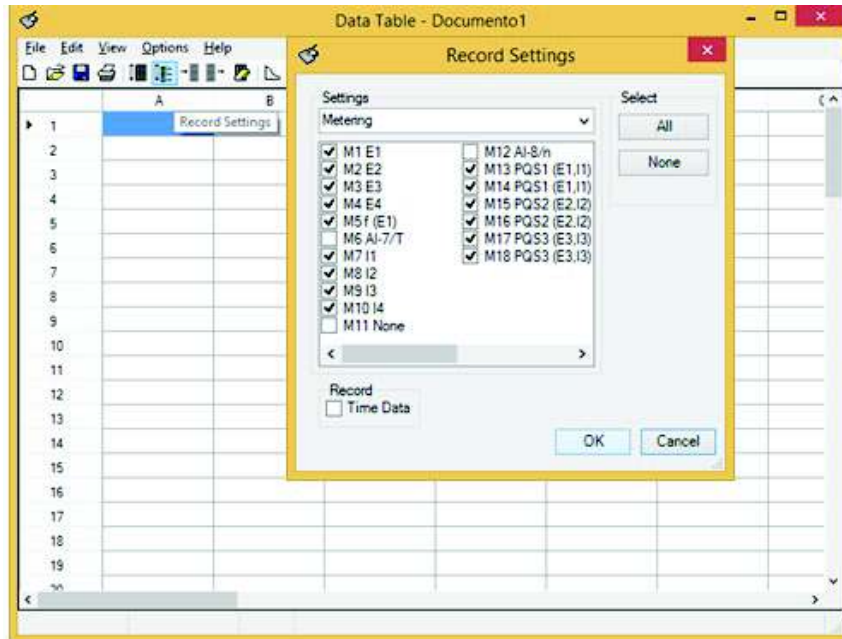 Data Table - Documento1
File Edit View Options Help
A B
Record Settings
1
2
3
4
5
6
7
8
9
10
11
12
13
14
15
16
17
18
19
20
Record Settings
Settings
Metering
M1 E1
M2 E2
M3 E3
M4 E4
M5 f (E1)
M6 AI-7/T
M7 I1
M8 I2
M9 I3
M10 I4
M11 None
M12 AI-8/n
M13 PQS1 (E1,I1)
M14 PQS1 (E1,I1)
M15 PQS2 (E2,I2)
M16 PQS2 (E2,I2)
M17 PQS3 (E3,I3)
M18 PQS3 (E3,I3)
Select
All
None
Record
Time Data
OK Cancel